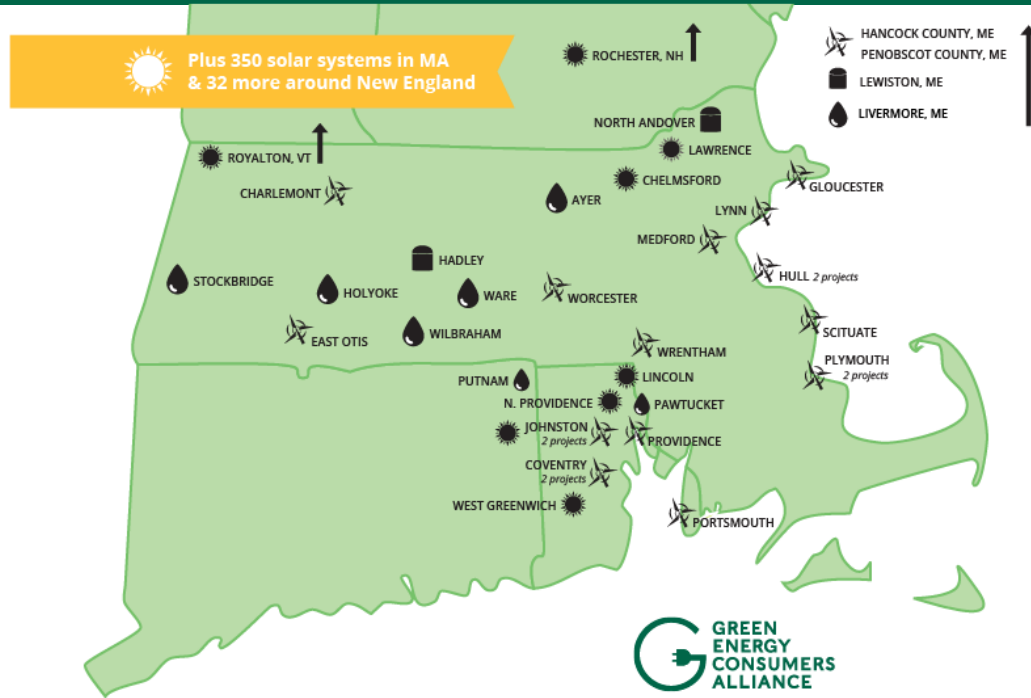 Plus 350 solar systems in MA
& 32 more around New England
ROCHESTER, NH
HANCOCK COUNTY, ME
PENOBSCOT COUNTY, ME
LEWISTON, ME
LIVERMORE, ME
NORTH ANDOVER
LAWRENCE
ROYALTON, VT
CHARLEMONT
CHELMSFORD
GLOUCESTER
AYER
LYNN
MEDFORD
HADLEY
HULL 2 projects
STOCKBRIDGE
HOLYOKE
WARE
WORCESTER
EAST OTIS
WILBRAHAM
SCITUATE
WRENTHAM
PLYMOUTH
2 projects
PUTNAM
LINCOLN
N. PROVIDENCE
PAWTUCKET
JOHNSTON
2 projects
PROVIDENCE
COVENTRY
2 projects
WEST GREENWICH
PORTSMOUTH
GREEN
ENERGY
CONSUMERS
ALLIANCE